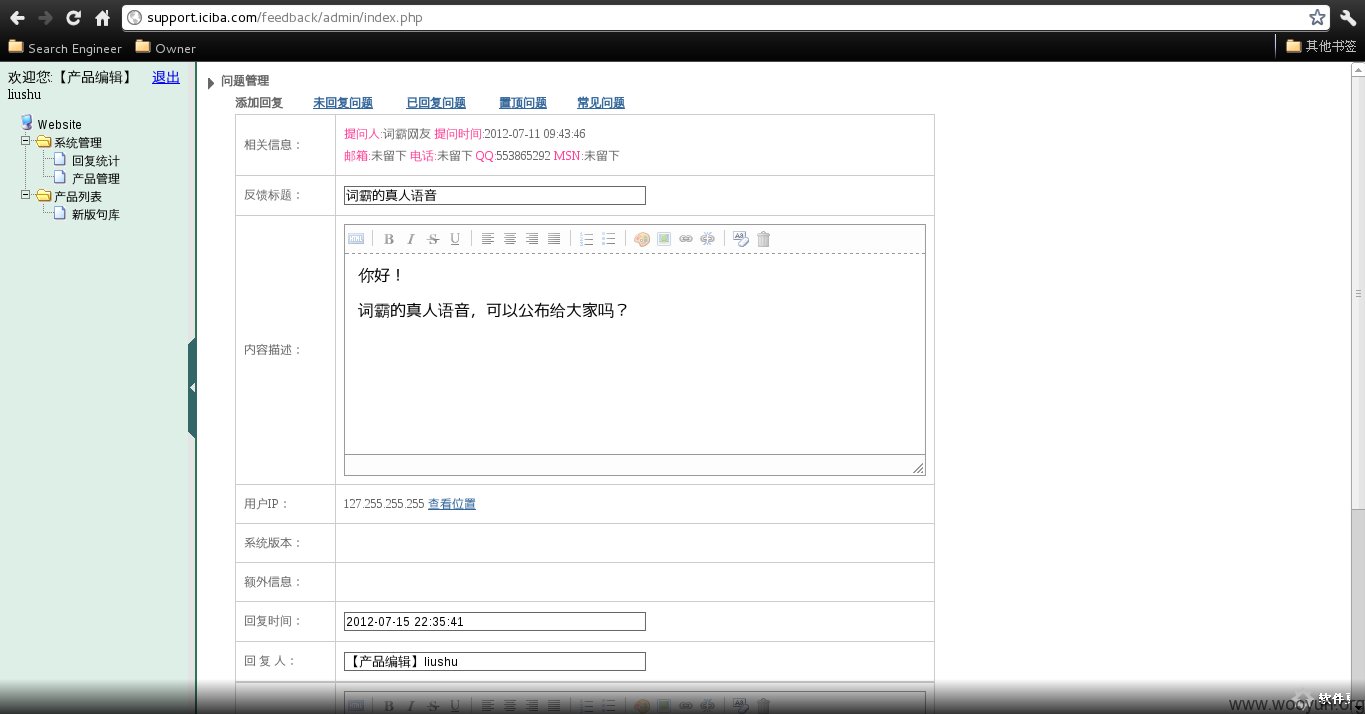 support.iciba.com/feedback/admin/index.php
Search Engineer Owner 其他书签
欢迎您:【产品编辑】 退出
liushu
Website
系统管理
回复统计
产品管理
产品列表
新版句库
问题管理
添加回复 未回复问题 已回复问题 置顶问题 常见问题
相关信息：
提问人:词霸网友 提问时间:2012-07-11 09:43:46
邮箱:未留下 电话:未留下 QQ:553865292 MSN:未留下
反馈标题：
词霸的真人语音
B I S U
内容描述：
你好！
词霸的真人语音，可以公布给大家吗？
用户IP：
127.255.255.255 查看位置
系统版本：
额外信息：
回复时间：
2012-07-15 22:35:41
回 复 人：
【产品编辑】liushu
B I S U
软件更
www.wooyun.org